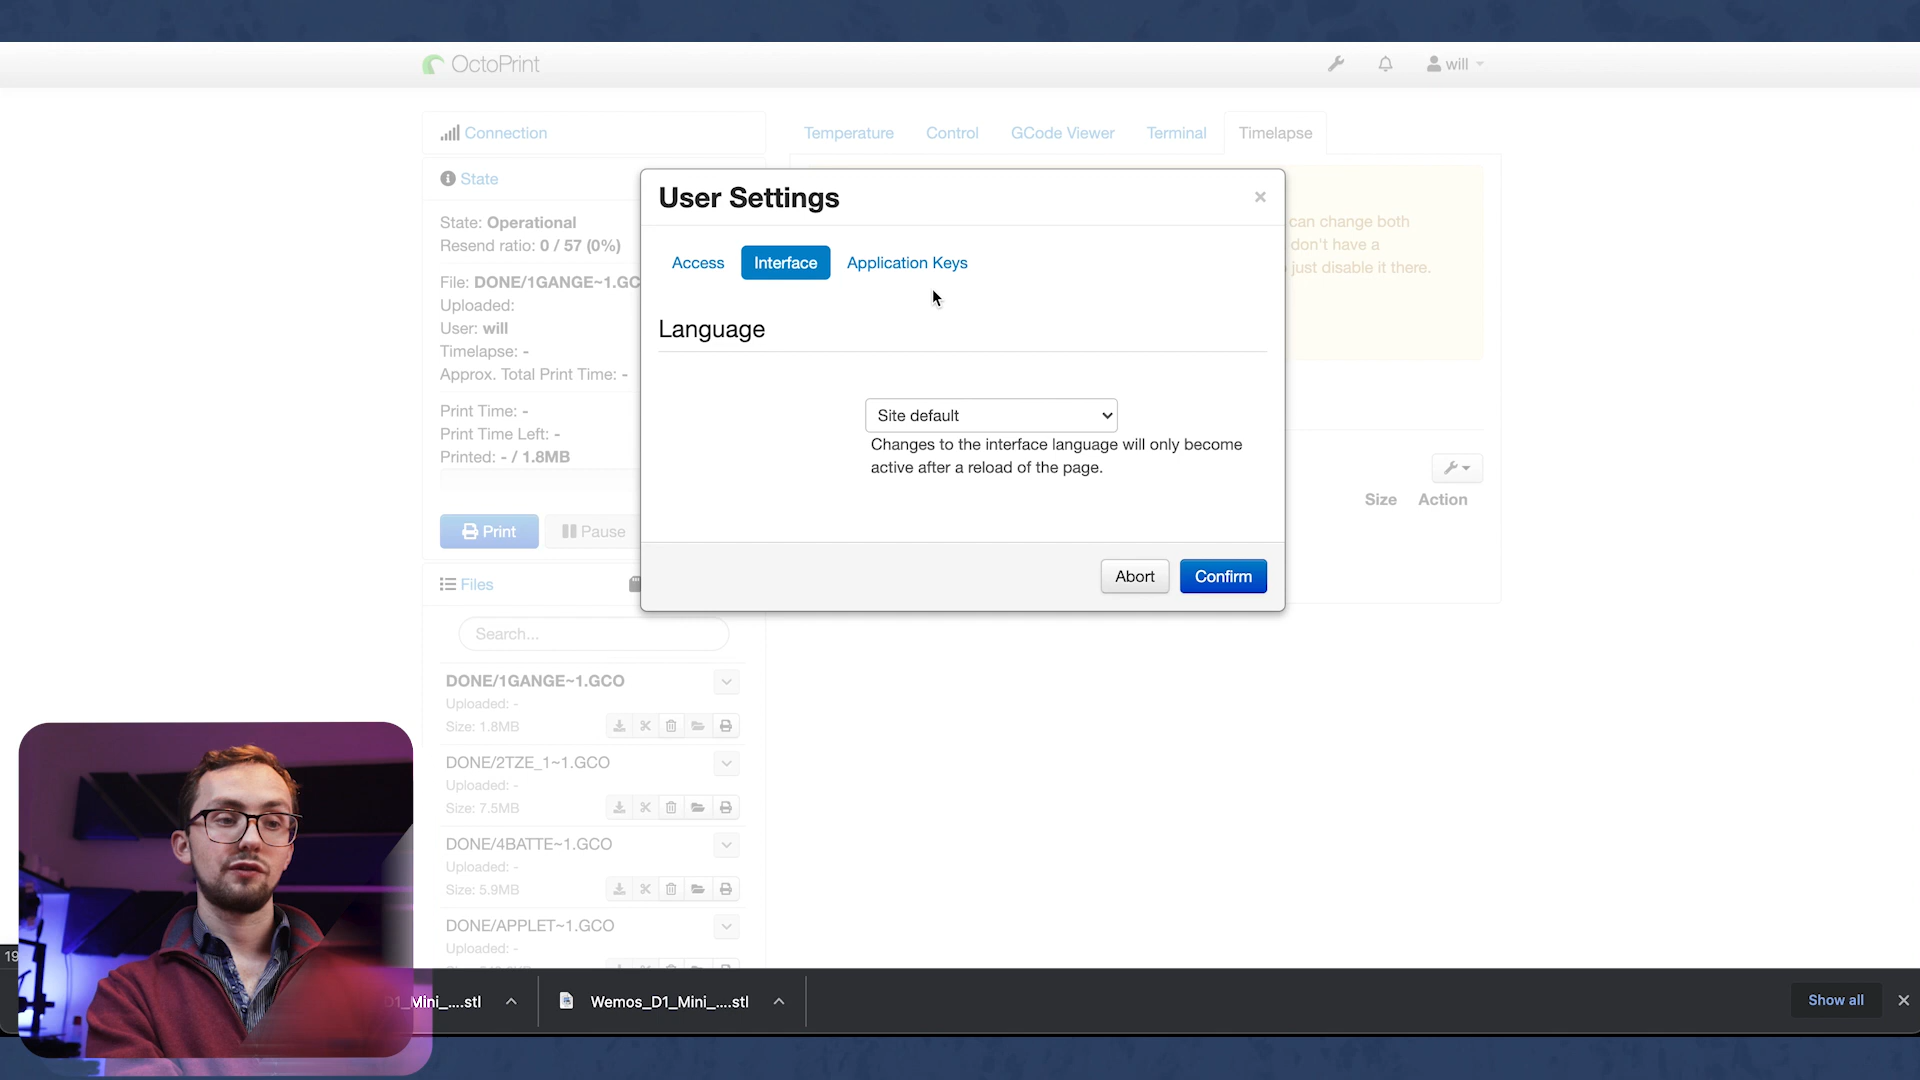 OctoPrint
will
Connection
Temperature
Control
GCode Viewer
Terminal
Timelapse
State
State: Operational
Resend ratio: 0 / 57 (0%)
File: DONE/1GANGE~1.GC
Uploaded:
User: will
Timelapse: -
Approx. Total Print Time: -
Print Time: -
Print Time Left: -
Printed: - / 1.8MB
Print
Pause
User Settings
×
Access
Interface
Application Keys
Language
Site default
Changes to the interface language will only become
active after a reload of the page.
Abort
Confirm
can change both
don't have a
just disable it there.
Size
Action
Files
Search...
DONE/1GANGE~1.GCO
Uploaded: -
Size: 1.8MB
DONE/2TZE_1~1.GCO
Uploaded: -
Size: 7.5MB
DONE/4BATTE~1.GCO
Uploaded: -
Size: 5.9MB
DONE/APPLET~1.GCO
Uploaded: -
19
D1_Mini_....stl
Wemos_D1_Mini_....stl
Show all